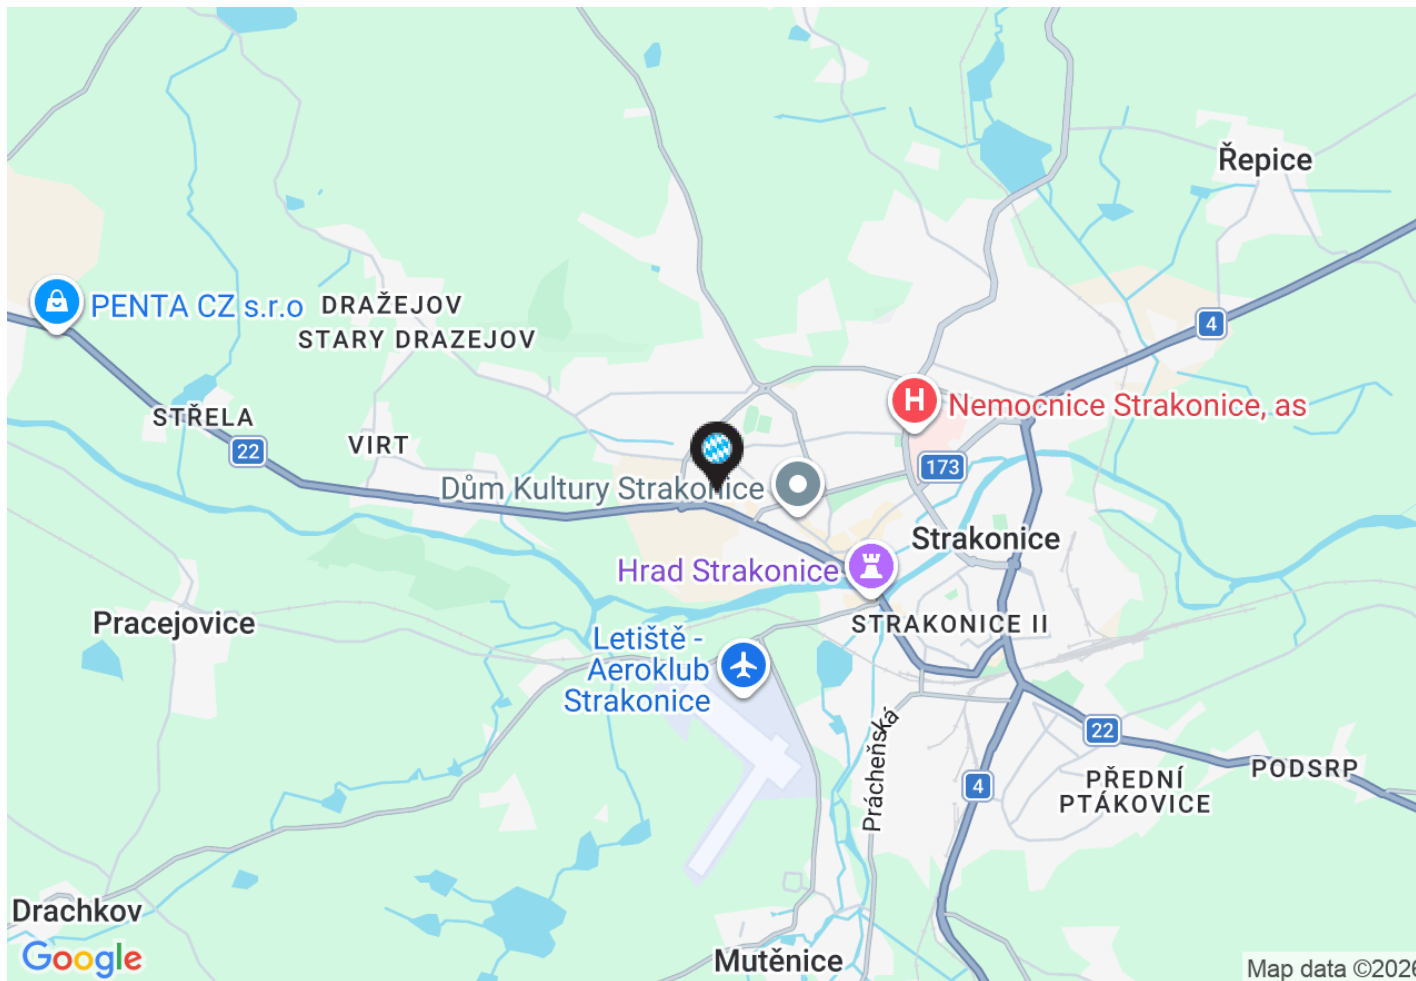 Řepice
4
PENTA CZ s.r.o
DRAŽEJOV
STARY DRAZEJOV
STŘELA
22
VIRT
H
Nemocnice Strakonice, as
173
Dům Kultury Strakonice
Strakonice
Hrad Strakonice
Pracejovice
STRAKONICE II
Letiště -
Aeroklub
Strakonice
Prácheňská
22
4
PŘEDNÍ
PTÁKOVICE
PODSRP
Drachkov
Google
Mutěnice
Map data ©2026